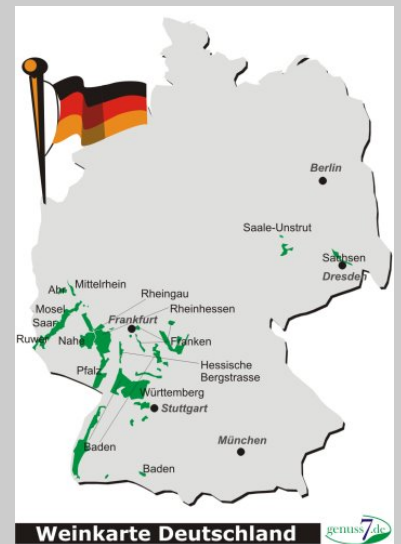 Berlin
Saale-Unstrut
Sachsen
Dresden
Ahr
Mittelrhein
Rheingau
Mosel-
Saar-
Ruwer
Frankfurt
Rheinhessen
Nahe
Franken
Pfalz
Hessische
Bergstrasse
Württemberg
Stuttgart
Baden
München
Baden
Weinkarte Deutschland
genuss7.de